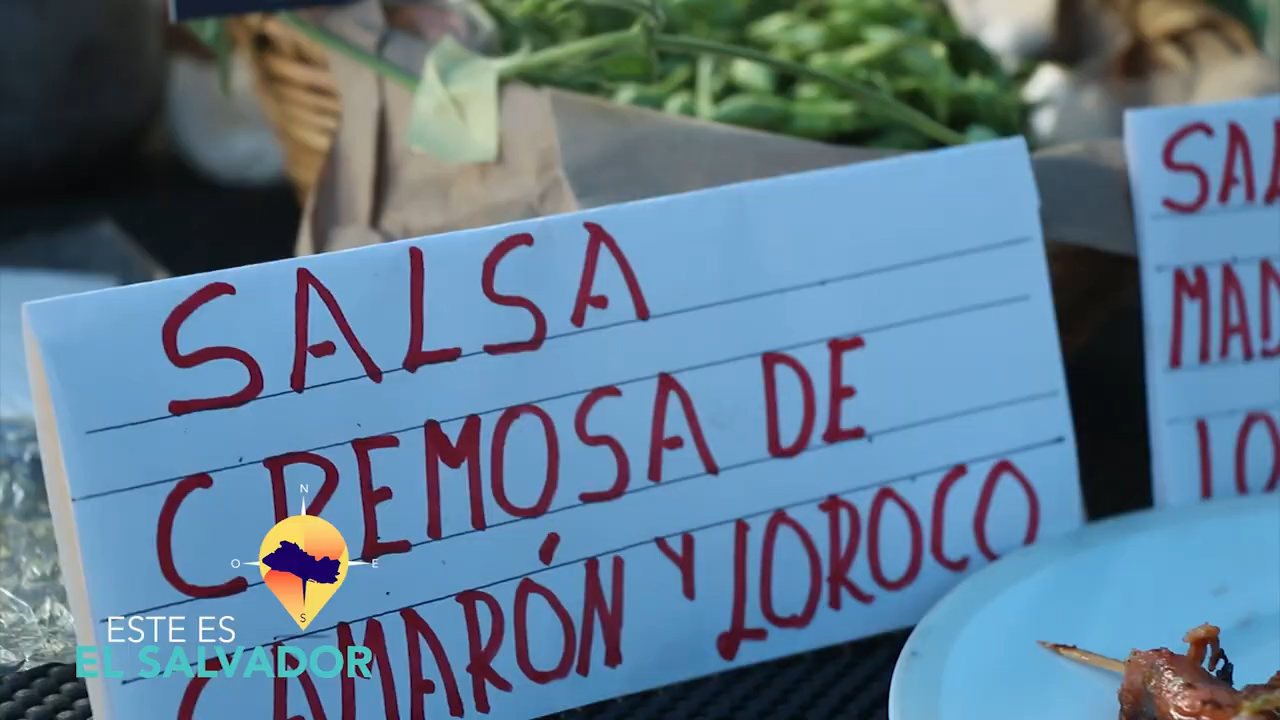 SALSA
CREMOSA DE
CAMARÓN Y LOROCO
N
O
E
S
ESTE ES
EL SALVADOR